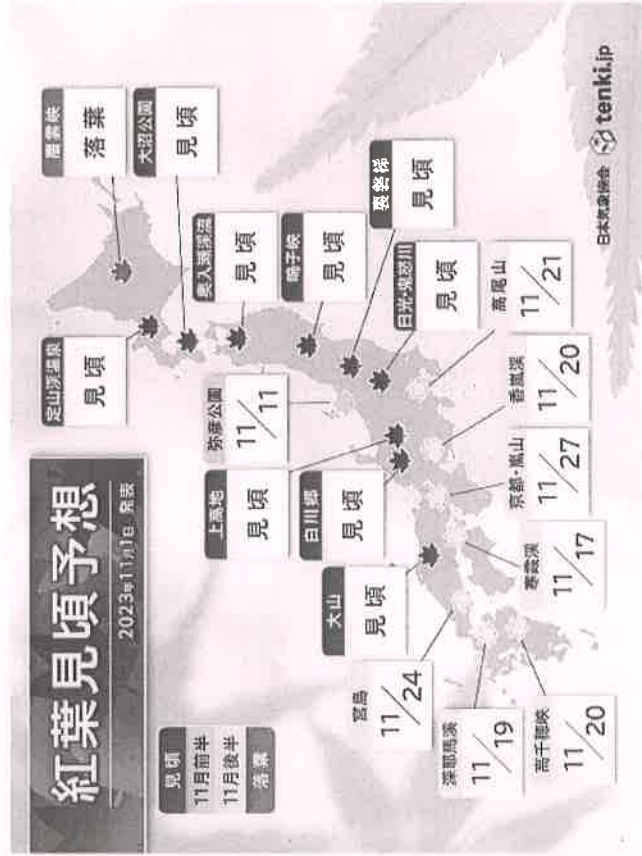 紅葉見頃予想
2023年11月1日 発表
見頃
11月前半
11月後半
落葉
定山渓温泉
見頃
層雲峡
落葉
大沼公園
見頃
奥入瀬渓流
見頃
鳴子峡
見頃
裏磐梯
見頃
日光・鬼怒川
見頃
弥彦公園
11/11
上高地
見頃
白川郷
見頃
大山
見頃
高尾山
11/21
香嵐渓
11/20
京都・嵐山
11/27
寒霞渓
11/17
宮島
11/24
深耶馬渓
11/19
高千穂峡
11/20
日本気象協会 tenki.jp